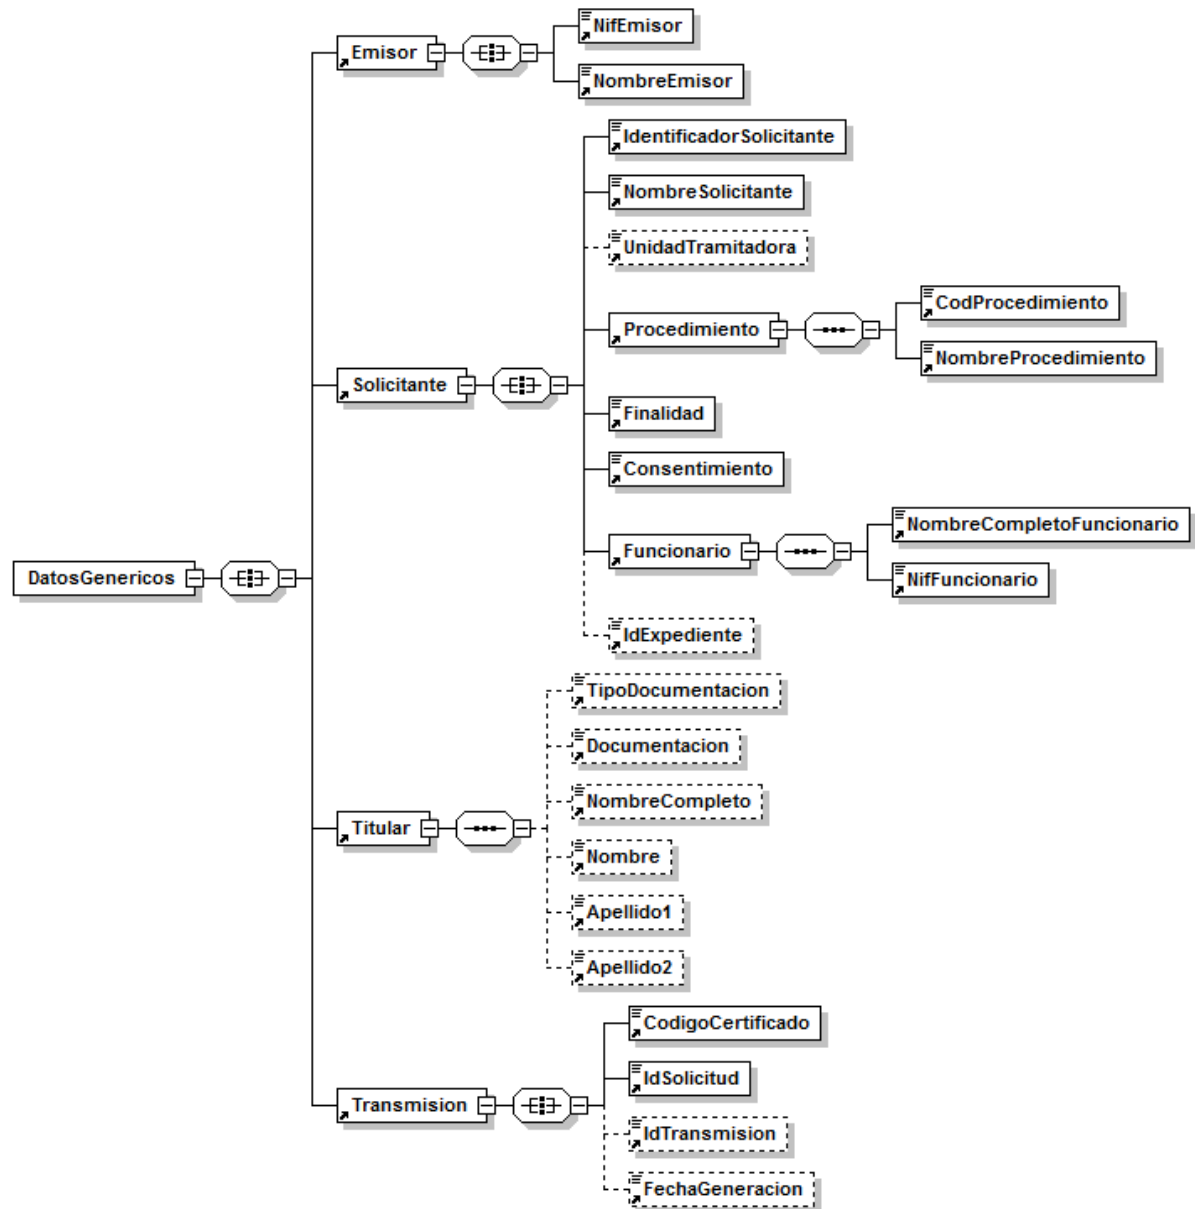 NifEmisor
Emisor
NombreEmisor
IdentificadorSolicitante
NombreSolicitante
UnidadTramitadora
CodProcedimiento
Procedimiento
NombreProcedimiento
Solicitante
Finalidad
Consentimiento
NombreCompletoFuncionario
Funcionario
DatosGenericos
NifFuncionario
IdExpediente
TipoDocumentacion
Documentacion
NombreCompleto
Titular
Nombre
Apellido1
Apellido2
CodigoCertificado
IdSolicitud
Transmision
IdTransmision
FechaGeneracion